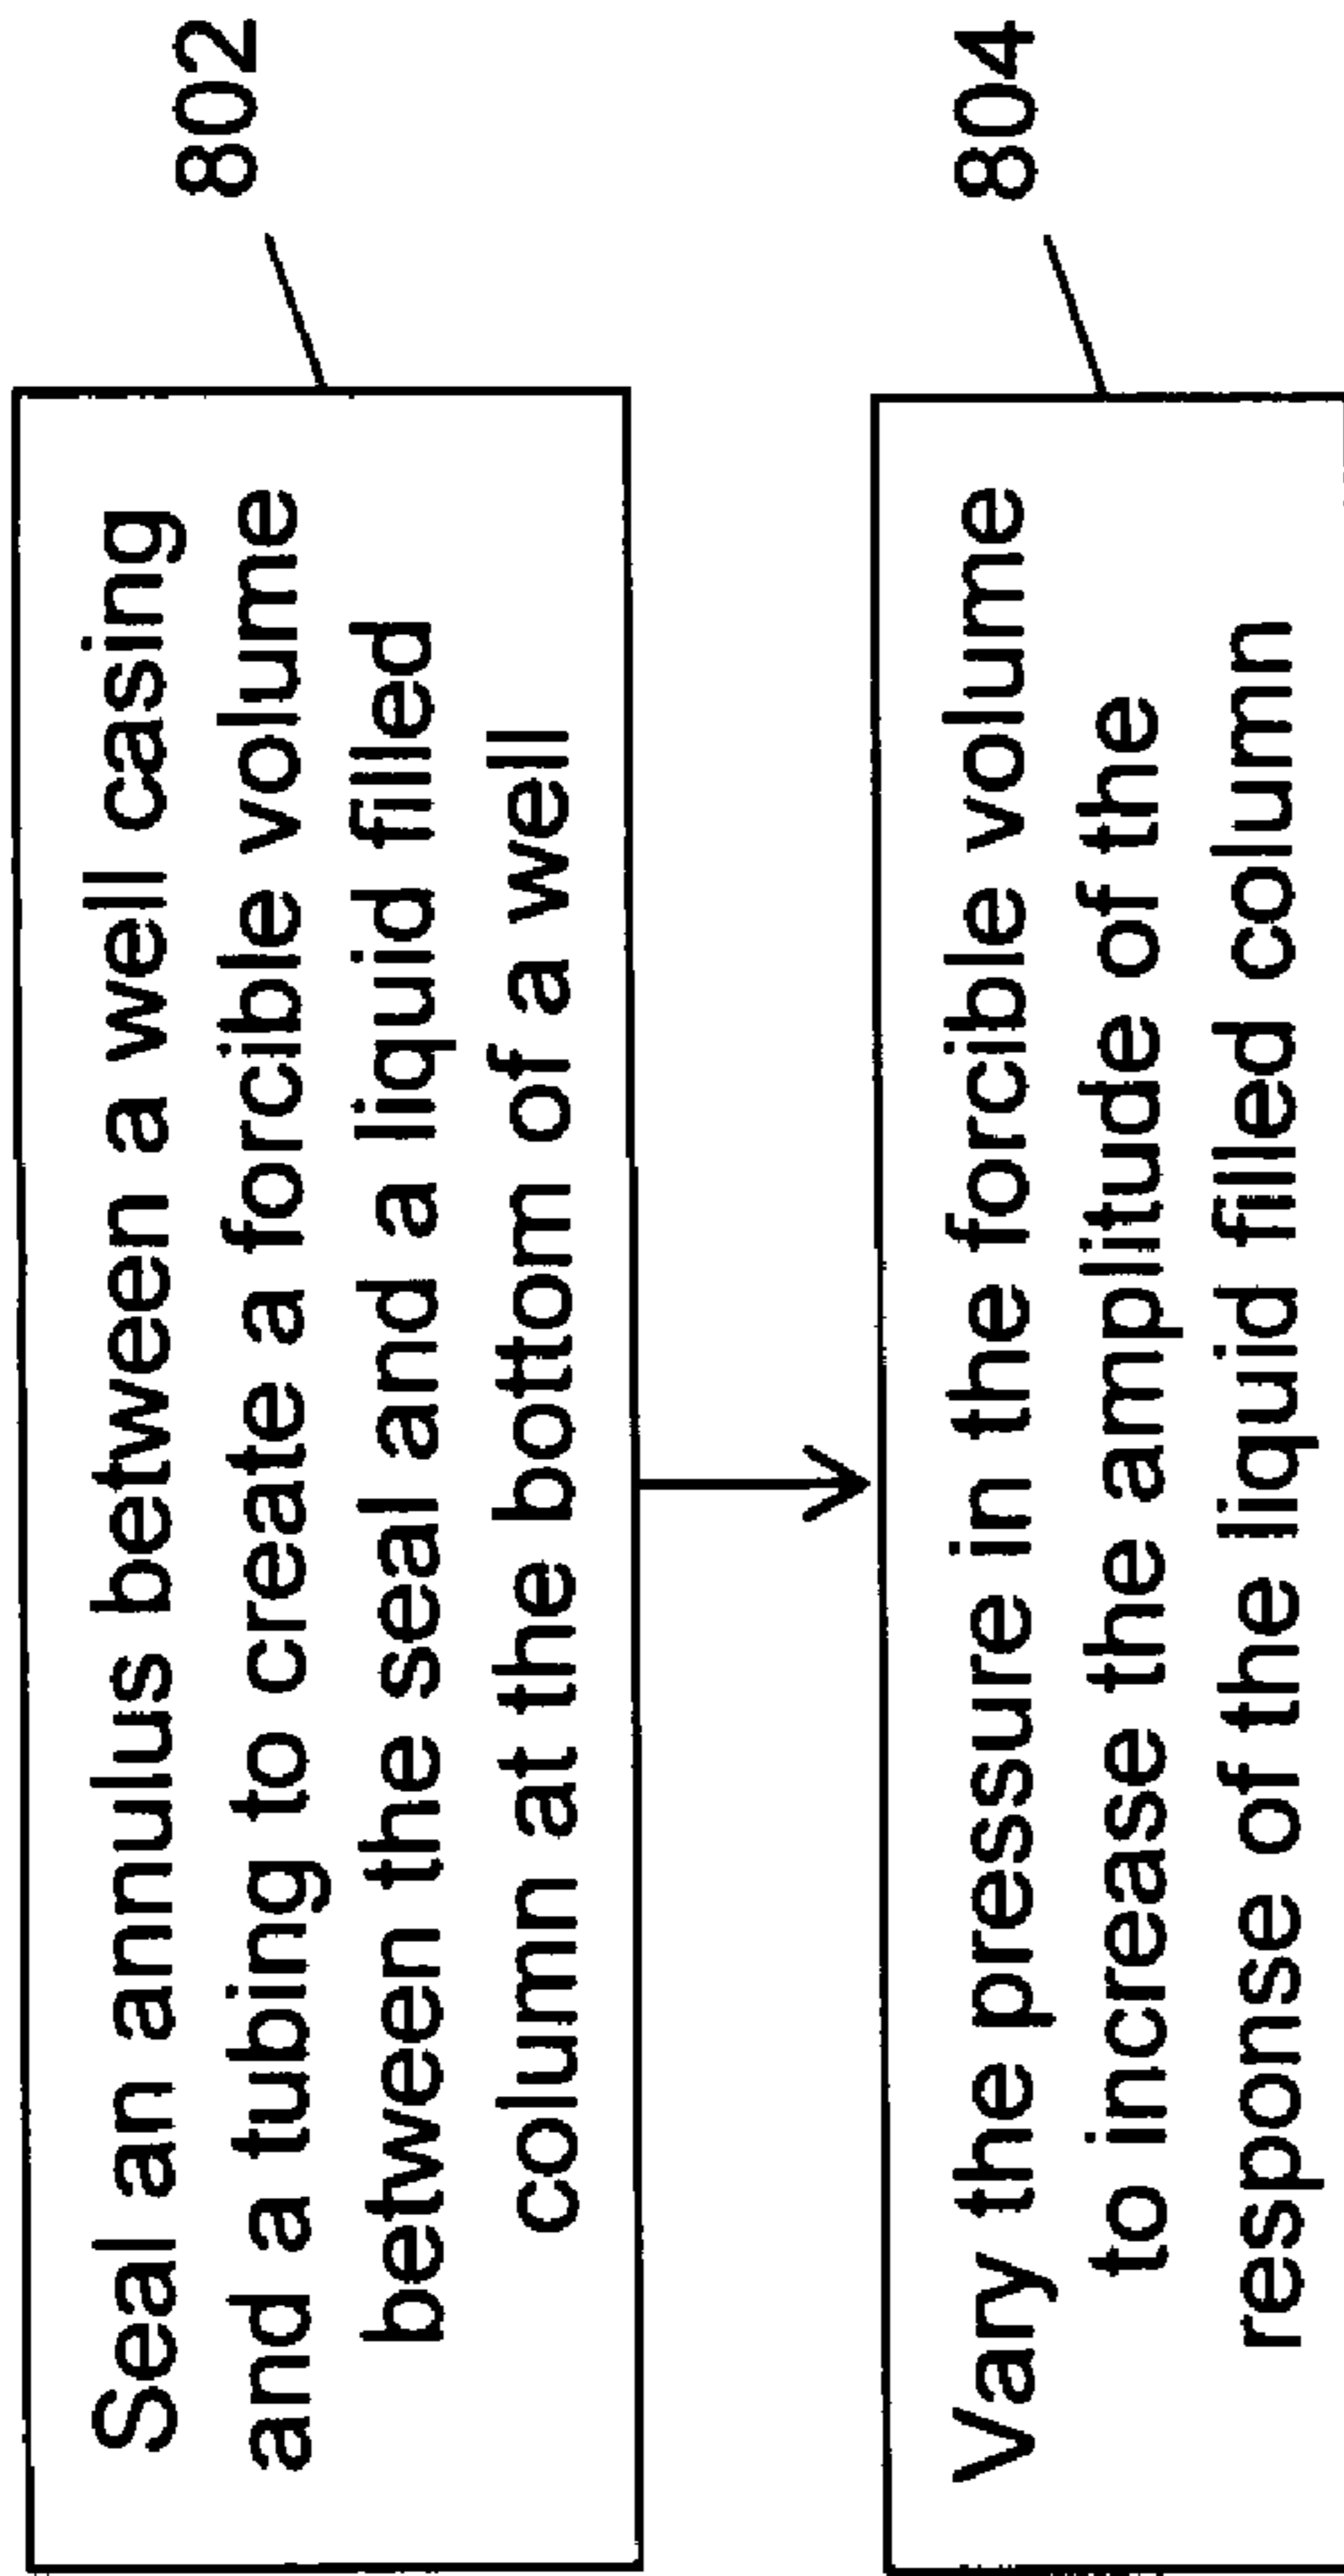 Seal an annulus between a well casing
and a tubing to create a forcible volume
between the seal and a liquid filled
column at the bottom of a well
802
Vary the pressure in the forcible volume
to increase the amplitude of the
response of the liquid filled column
804